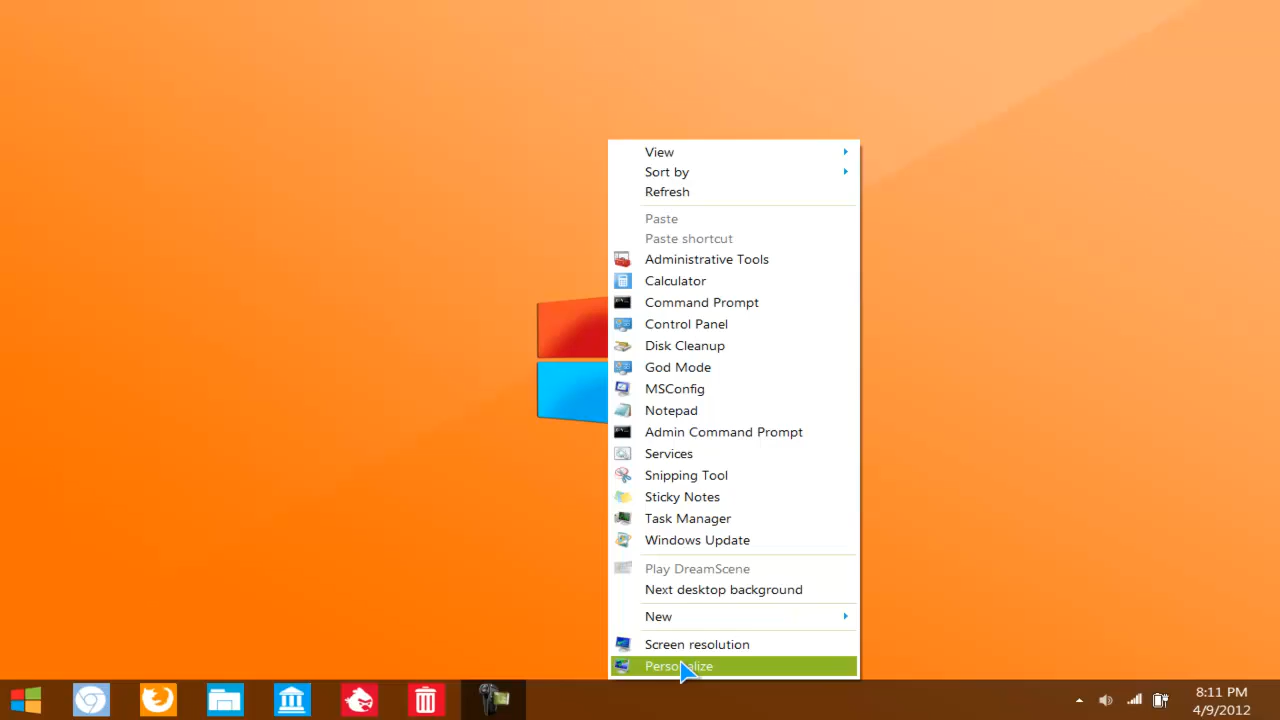 View
Sort by
Refresh
Paste
Paste shortcut
Administrative Tools
Calculator
Command Prompt
Control Panel
Disk Cleanup
God Mode
MSConfig
Notepad
Admin Command Prompt
Services
Snipping Tool
Sticky Notes
Task Manager
Windows Update
Play DreamScene
Next desktop background
New
Screen resolution
Personalize
8:11 PM
4/9/2012